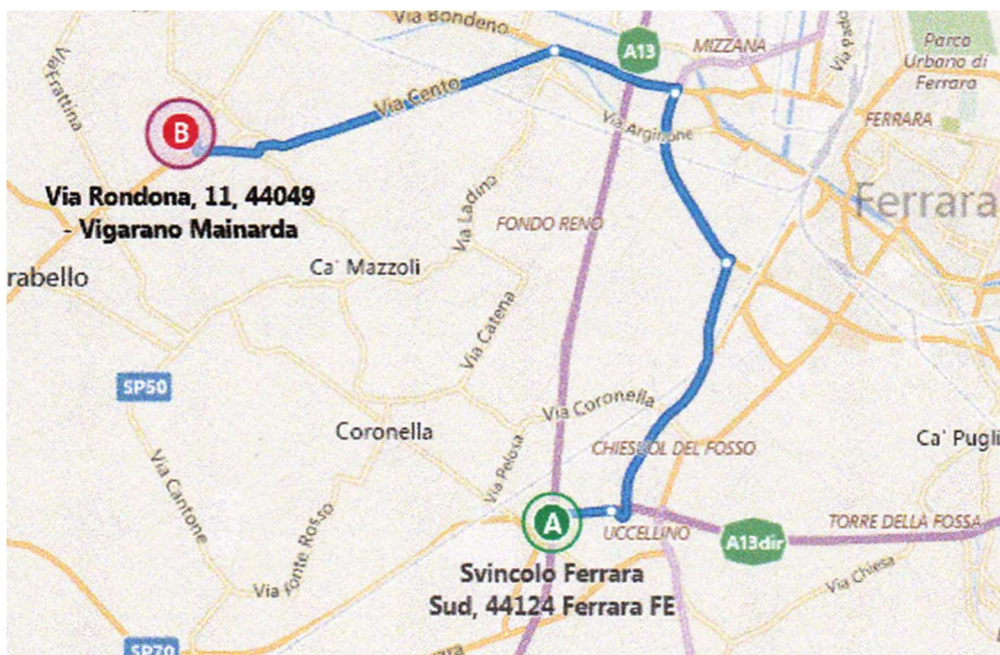 Via Bondeno
A13
MIZZANA
Parco
Urbano di
Ferrara
Via Frattina
Via Cento
FERRARA
B
Via Arginone
Via Rondona, 11, 44049
- Vigarano Mainarda
Ferrara
Via Ladino
FONDO RENO
rabello
Ca' Mazzoli
Via Catena
SP50
Via Coronella
Coronella
CHIESUOL DEL FOSSO
Ca' Pugli
Via Pelosa
Via Cantone
A
UCCELLINO
TORRE DELLA FOSSA
A13dir
Via Fonte Rosso
Svincolo Ferrara
Sud, 44124 Ferrara FE
Via Chiesa
SP70